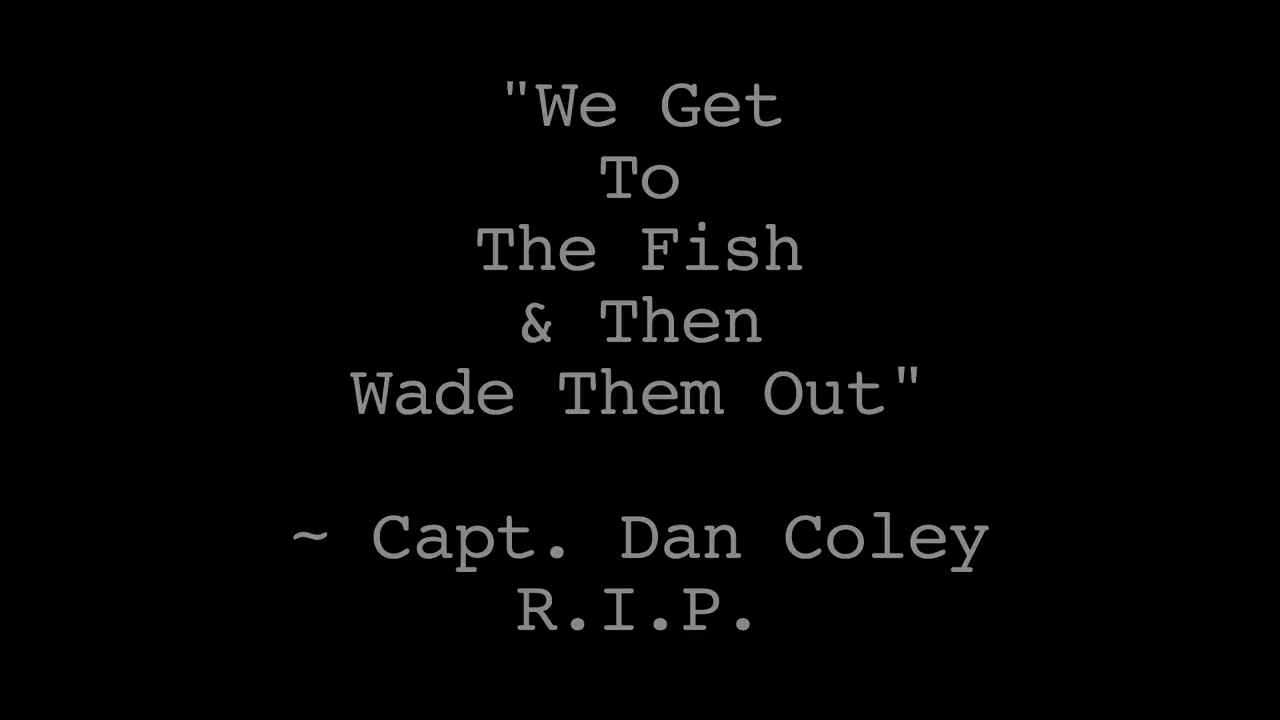 "We Get
To
The Fish
& Then
Wade Them Out"
~ Capt. Dan Coley
R.I.P.